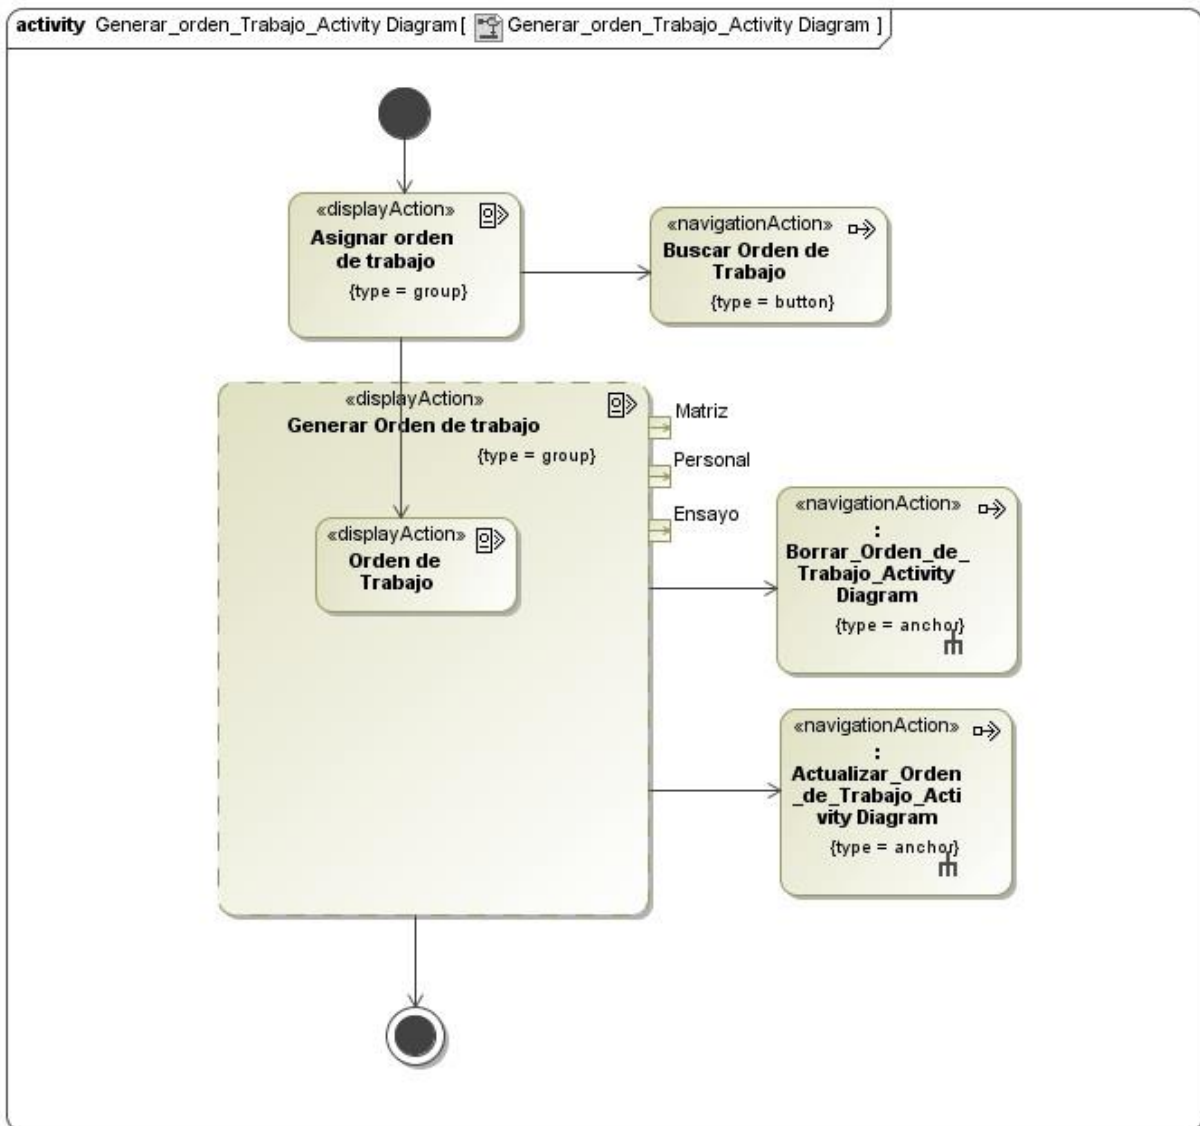 activity Generar_orden_Trabajo_Activity Diagram [ Generar_orden_Trabajo_Activity Diagram ]
«displayAction»
Asignar orden
de trabajo
{type = group}
«navigationAction»
Buscar Orden de
Trabajo
{type = button}
«displayAction»
Generar Orden de trabajo
{type = group}
Matriz
Personal
Ensayo
«displayAction»
Orden de
Trabajo
«navigationAction»
:
Borrar_Orden_de_
Trabajo_Activity
Diagram
{type = anchor}
«navigationAction»
:
Actualizar_Orden
_de_Trabajo_Acti
vity Diagram
{type = anchor}